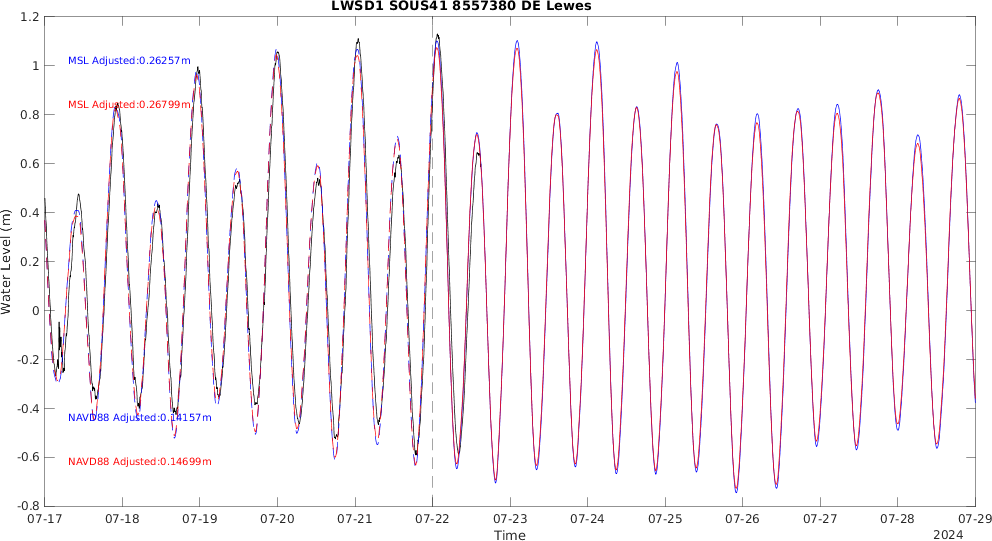 LWSD1 SOUS41 8557380 DE Lewes
1.2
1
0.8
0.6
0.4
0.2
0
-0.2
-0.4
-0.6
-0.8
Water Level (m)
MSL Adjusted:0.26257m
MSL Adjusted:0.26799m
NAVD88 Adjusted:0.14157m
NAVD88 Adjusted:0.14699m
07-17 07-18 07-19 07-20 07-21 07-22 07-23 07-24 07-25 07-26 07-27 07-28 07-29
Time
2024